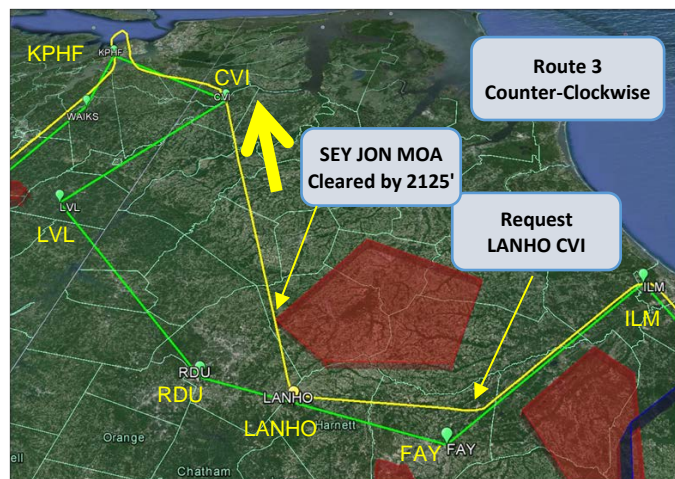 KPHF
KPHF
CVI
CVI
WAIKS
Route 3
Counter-Clockwise
SEY JON MOA
Cleared by 2125'
LVL
LVL
Request
LANHO CVI
ILM
ILM
RDU
RDU
LANHO
LANHO
Harnett
FAY
FAY
Orange
Chatham
ell